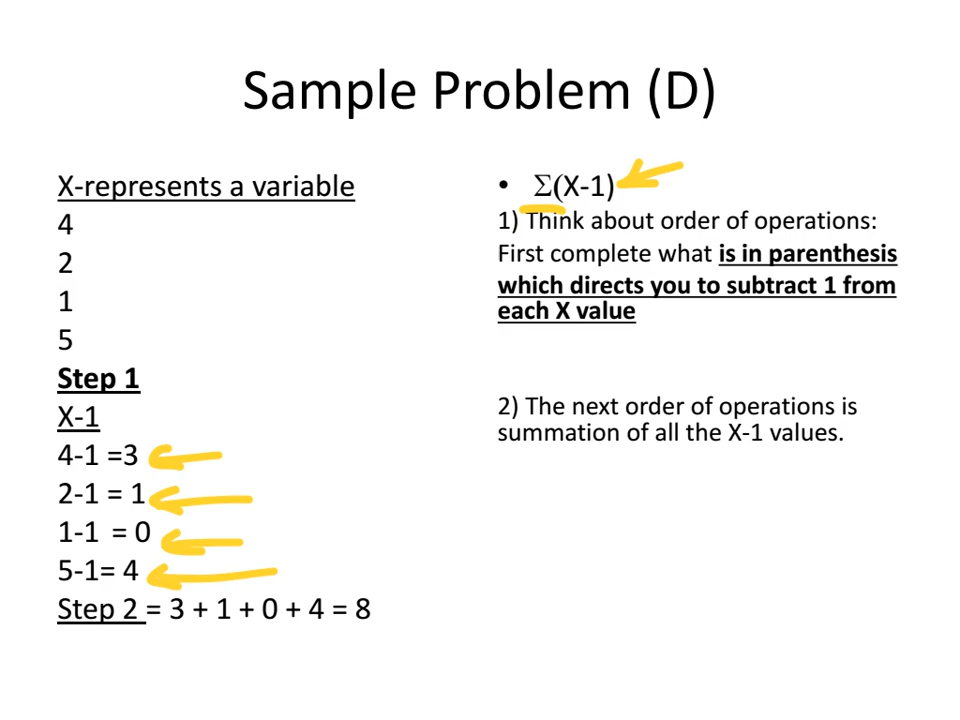 Sample Problem (D)
X-represents a variable
4
2
1
5
Step 1
X-1
4-1 =3
2-1 = 1
1-1 = 0
5-1= 4
Step 2 = 3 + 1 + 0 + 4 = 8
• Σ(X-1)
1) Think about order of operations:
First complete what is in parenthesis
which directs you to subtract 1 from
each X value
2) The next order of operations is
summation of all the X-1 values.